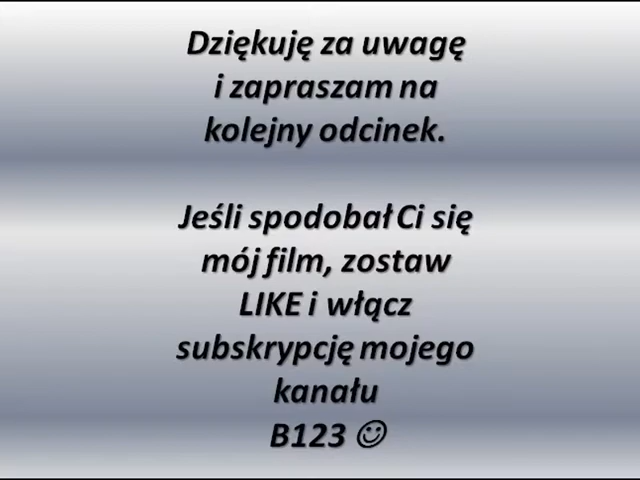 Dziękuję za uwagę
i zapraszam na
kolejny odcinek.
Jeśli spodobał Ci się
mój film, zostaw
LIKE i włącz
subskrypcję mojego
kanału
B123 ☺